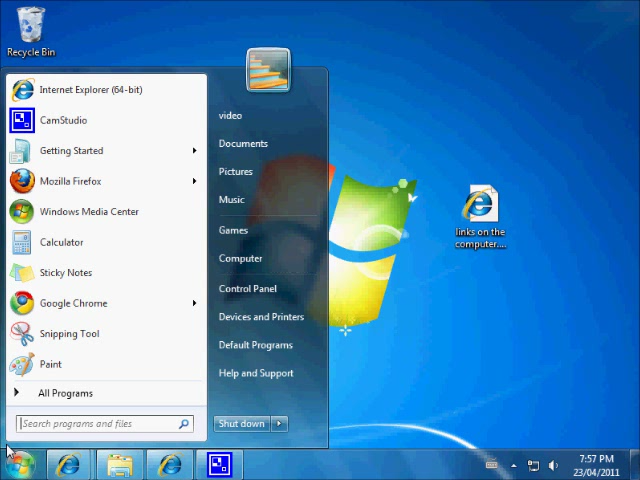 Recycle Bin
Internet Explorer (64-bit)
CamStudio
Getting Started
Mozilla Firefox
Windows Media Center
Calculator
Sticky Notes
Google Chrome
Snipping Tool
Paint
All Programs
Search programs and files
video
Documents
Pictures
Music
Games
Computer
Control Panel
Devices and Printers
Default Programs
Help and Support
Shut down
links on the
computer....
7:57 PM
23/04/2011